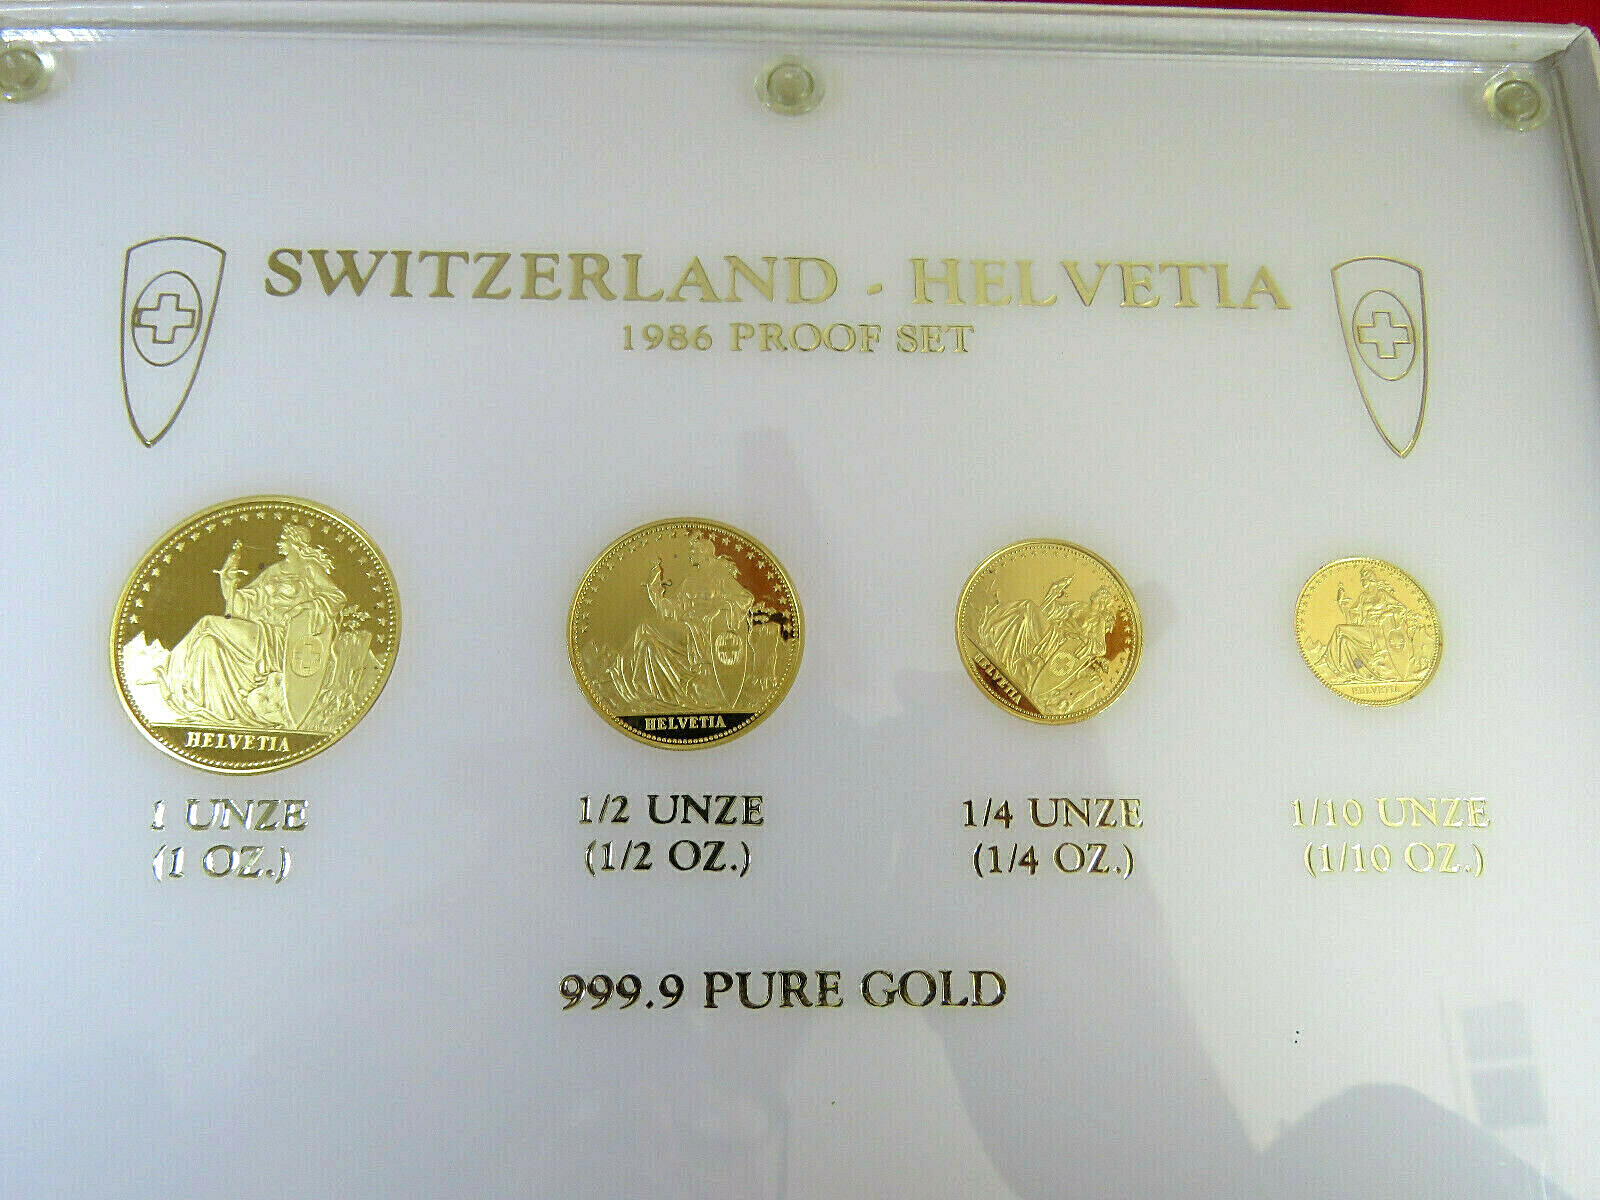 SWITZERLAND - HELVETIA
1986 PROOF SET
HELVETIA
HELVETIA
HELVETIA
HELVETIA
1 UNZE
(1 OZ.)
1/2 UNZE
(1/2 OZ.)
1/4 UNZE
(1/4 OZ.)
1/10 UNZE
(1/10 OZ.)
999.9 PURE GOLD